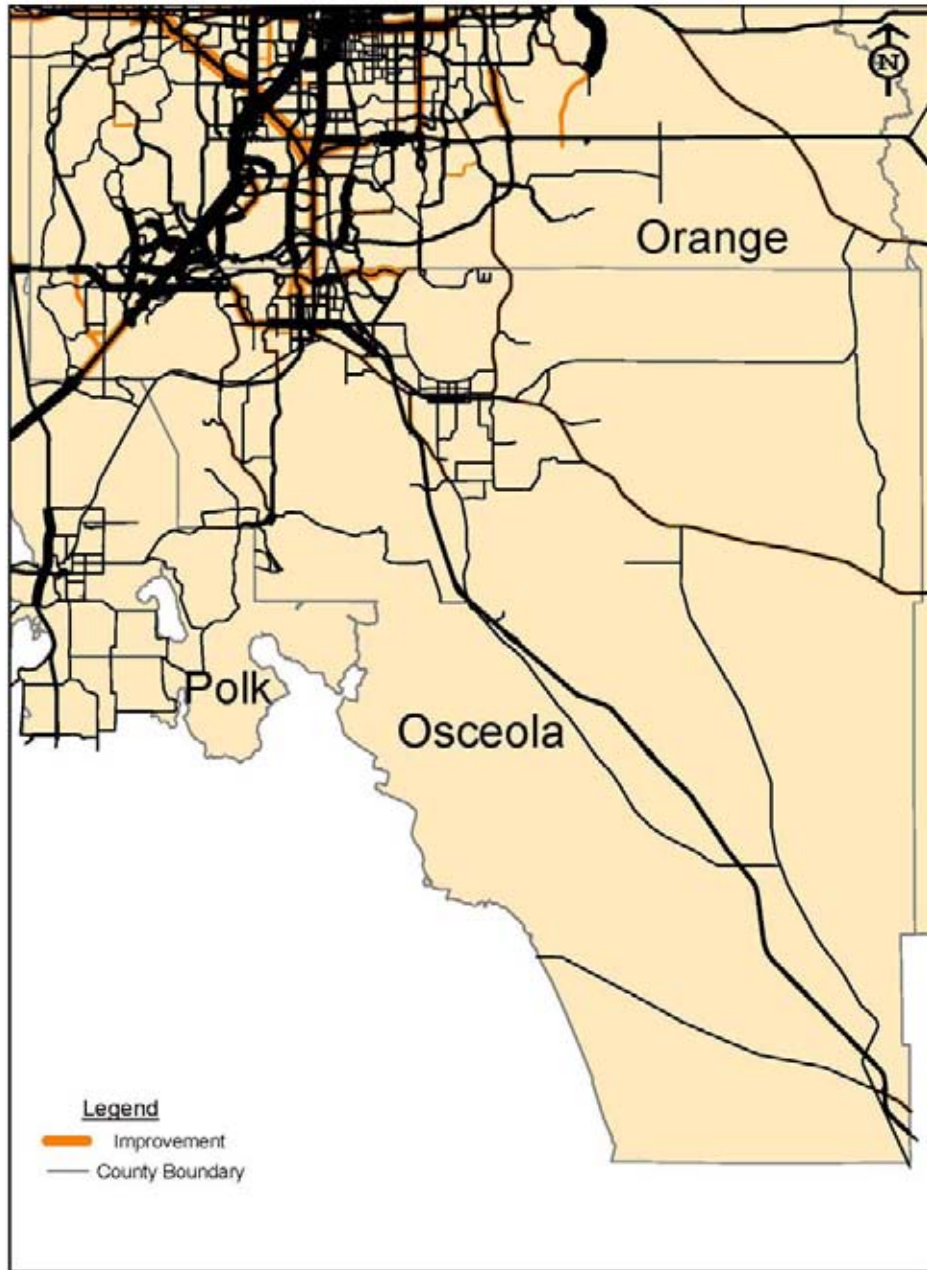 N
Orange
Polk
Osceola
Legend
Improvement
County Boundary